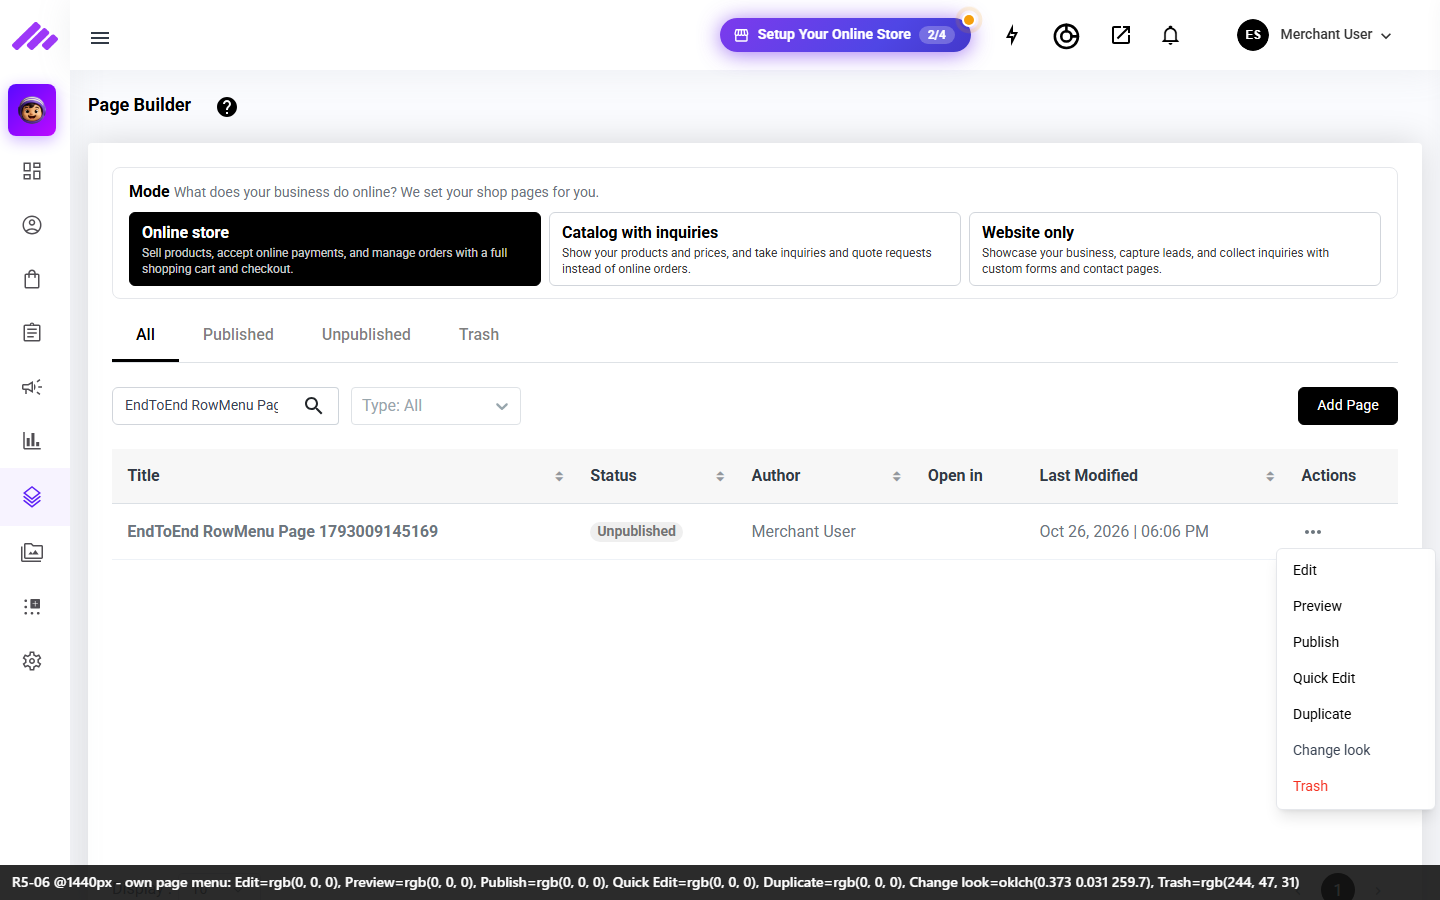 Setup Your Online Store 2/4
ES Merchant User
Page Builder
Mode What does your business do online? We set your shop pages for you.
Online store
Sell products, accept online payments, and manage orders with a full
shopping cart and checkout.
Catalog with inquiries
Show your products and prices, and take inquiries and quote requests
instead of online orders.
Website only
Showcase your business, capture leads, and collect inquiries with
custom forms and contact pages.
All Published Unpublished Trash
EndToEnd RowMenu Pag Type: All Add Page
Title Status Author Open in Last Modified Actions
EndToEnd RowMenu Page 1793009145169 Unpublished Merchant User Oct 26, 2026 | 06:06 PM
Edit
Preview
Publish
Quick Edit
Duplicate
Change look
Trash
R5-06 @1440px - own page menu: Edit=rgb(0, 0, 0), Preview=rgb(0, 0, 0), Publish=rgb(0, 0, 0), Quick Edit=rgb(0, 0, 0), Duplicate=rgb(0, 0, 0), Change look=oklch(0.373 0.031 259.7), Trash=rgb(244, 47, 31)
1